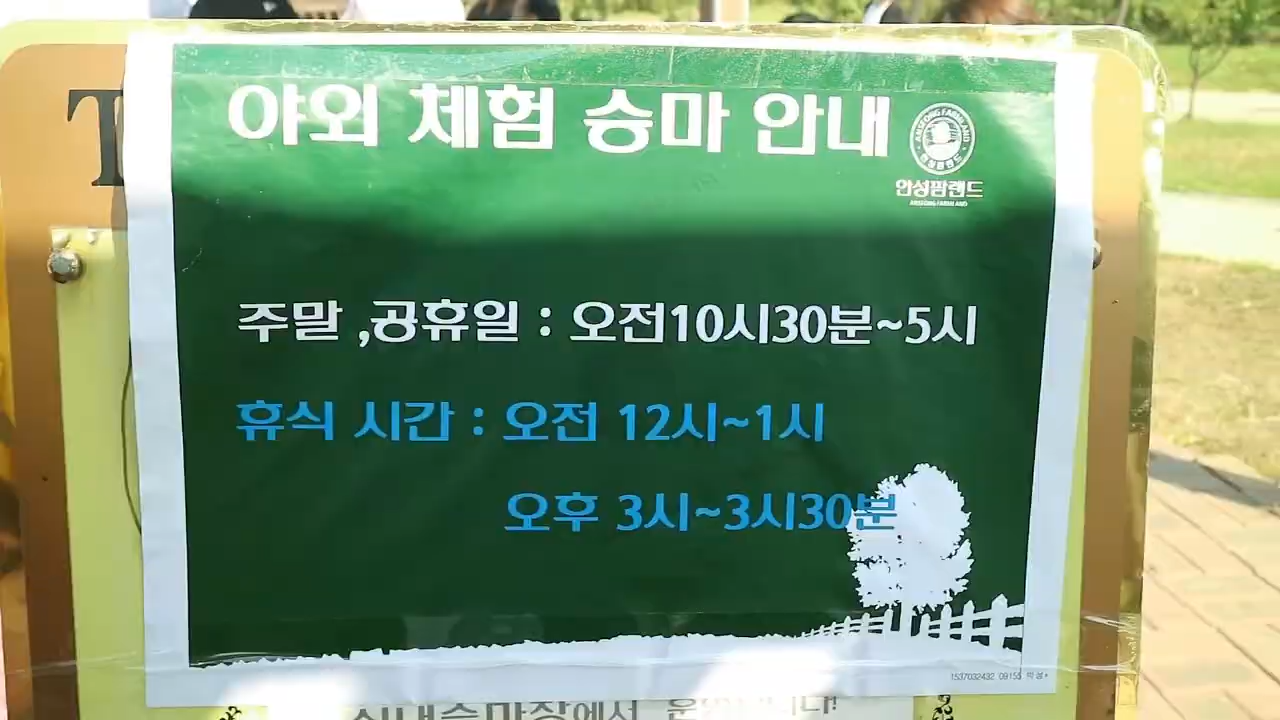 야외 체험 승마 안내
안성팜랜드
주말 ,공휴일 : 오전10시30분~5시
휴식 시간 : 오전 12시~1시
오후 3시~3시30분